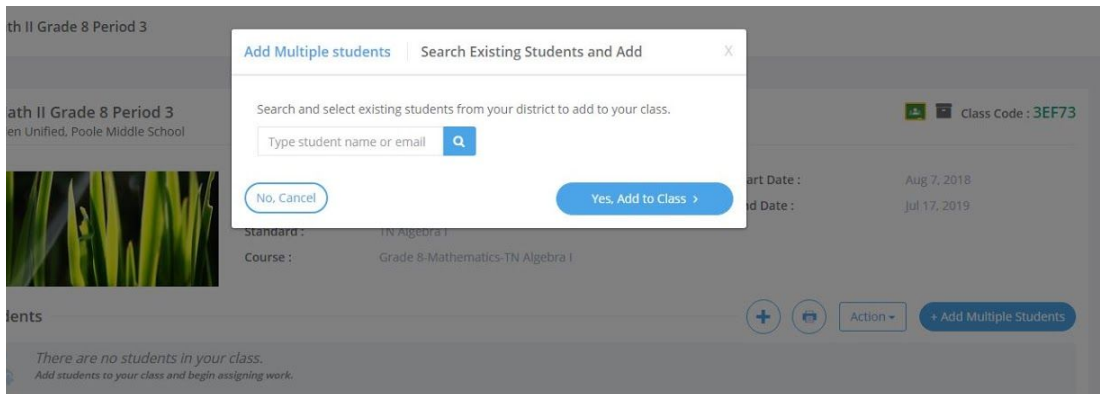 th II Grade 8 Period 3
Add Multiple students Search Existing Students and Add X
Search and select existing students from your district to add to your class.
Type student name or email
No, Cancel Yes, Add to Class >
ath II Grade 8 Period 3
en Unified, Poole Middle School
Class Code : 3EF73
art Date : Aug 7, 2018
nd Date : Jul 17, 2019
Standard : TN Algebra I
Course : Grade 8-Mathematics-TN Algebra I
dents Action + Add Multiple Students
There are no students in your class.
Add students to your class and begin assigning work.